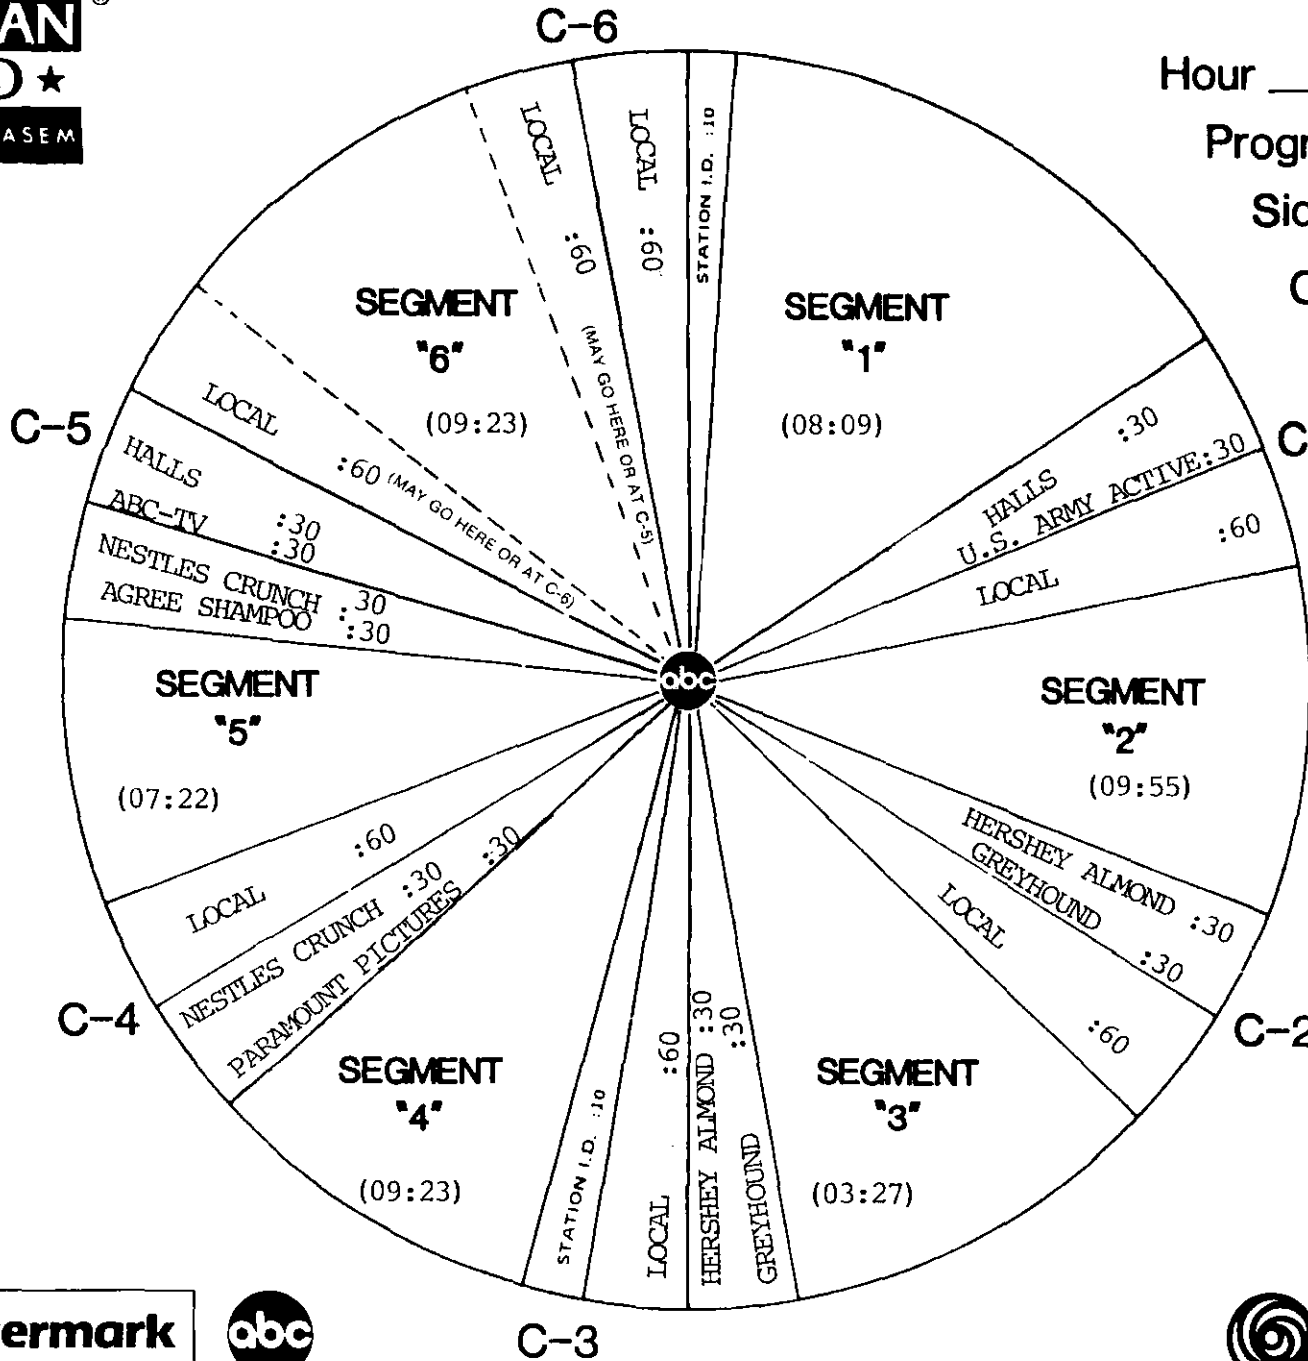 AN
®
★
ASEM
C-6
Hour
LOCAL :60
(MAY GO HERE OR AT C-5)
LOCAL :60
STATION I.D. :10
SEGMENT
"1"
(08:09)
HALLS :30
U.S. ARMY ACTIVE:30
LOCAL :60
SEGMENT
"2"
(09:55)
HERSHEY ALMOND :30
GREYHOUND :30
C-2
LOCAL :60
SEGMENT
"3"
(03:27)
GREYHOUND :30
HERSHEY ALMOND :30
C-3
LOCAL :60
STATION I.D. :10
SEGMENT
"4"
(09:23)
PARAMOUNT PICTURES :30
NESTLES CRUNCH :30
C-4
LOCAL :60
SEGMENT
"5"
(07:22)
AGREE SHAMPOO :30
NESTLES CRUNCH :30
ABC-TV :30
HALLS :30
C-5
LOCAL :60 (MAY GO HERE OR AT C-6)
SEGMENT
"6"
(09:23)
abc
ermark
abc